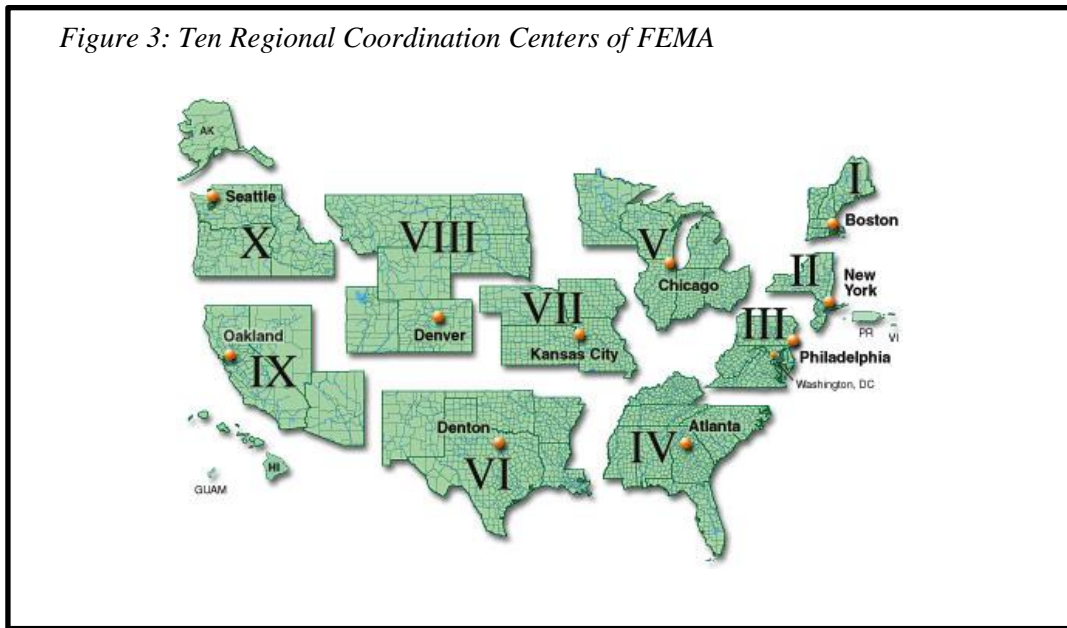 Figure 3: Ten Regional Coordination Centers of FEMA
AK
Seattle
X
VIII
V
Chicago
I
Boston
II
New
York
PR
VI
III
Philadelphia
Washington, DC
Oakland
IX
Denver
VII
Kansas City
HI
GUAM
Denton
VI
Atlanta
IV